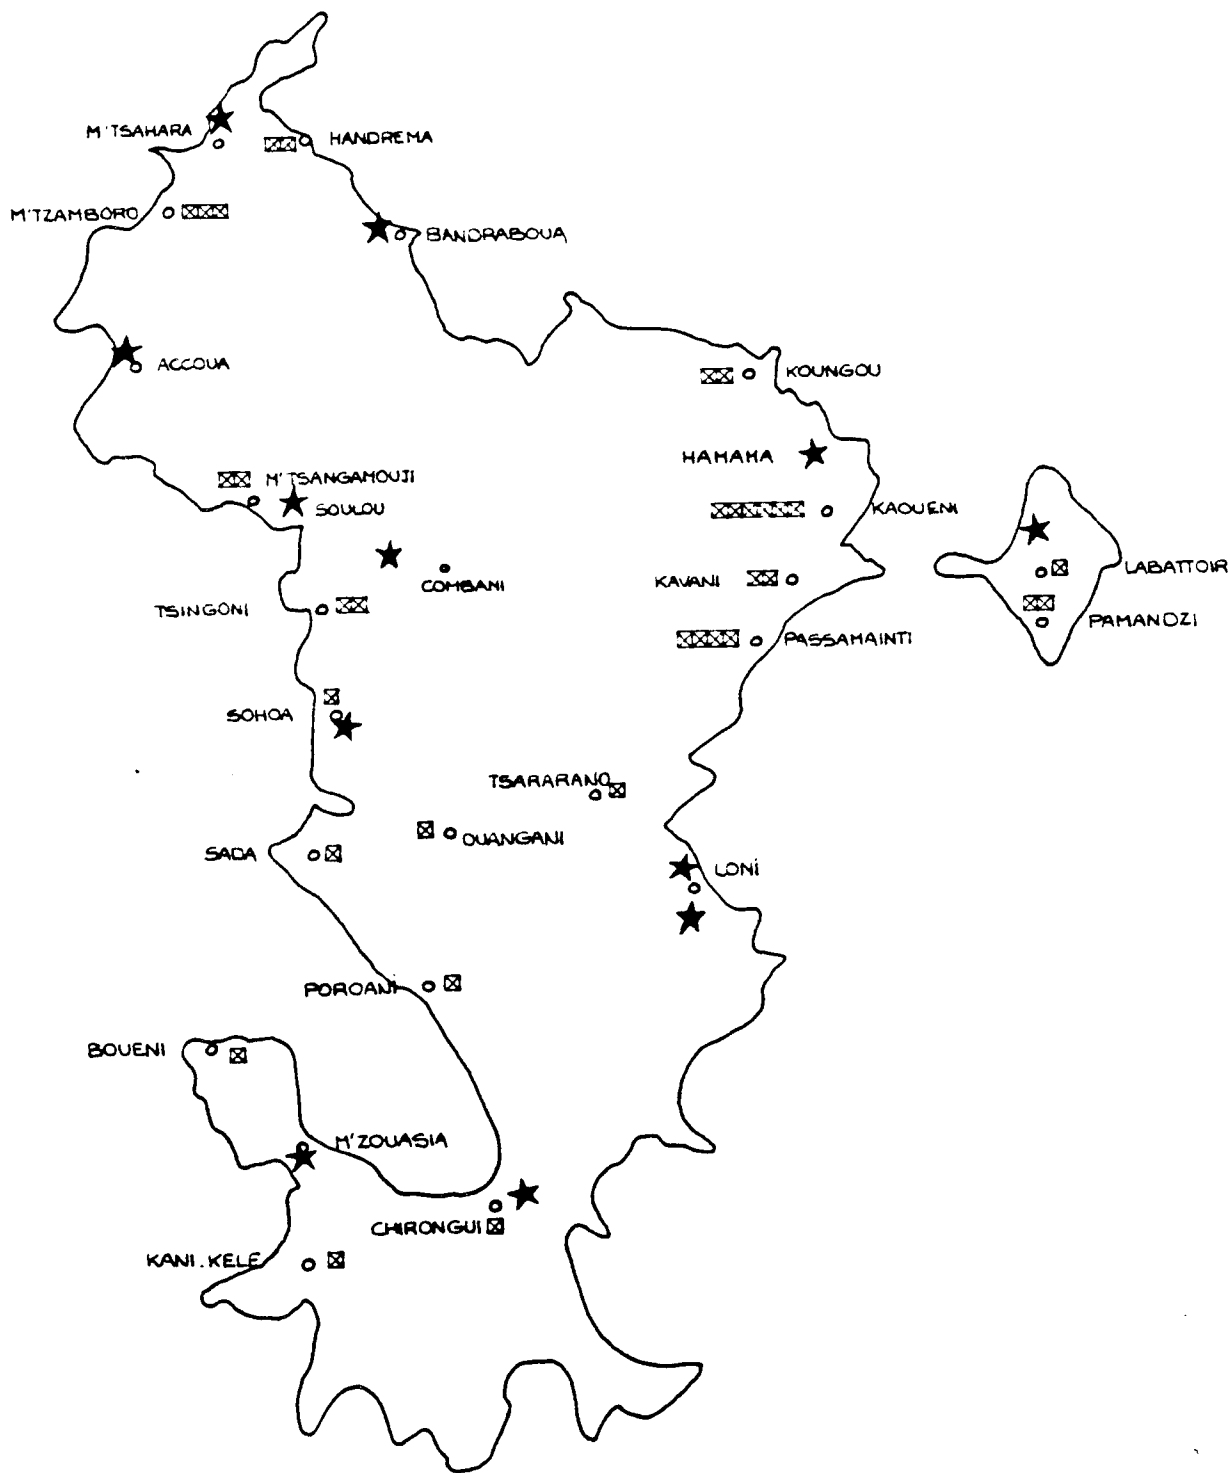 M'TSAHARA
HANDREMA
M'TZAMBORO
BANDRABOUA
ACCOUA
KOUNGOU
HAMAMA
M'TSANGAMOUJI
SOULOU
KAOUENI
COMBANI
KAVANI
LABATTOIR
TSINGONI
PAMANDZI
PASSAMAINTI
SOHOA
TSARARANO
OUANGANI
SADA
LONI
POROANI
BOUENI
M'ZOUASIA
CHIRONGUI
KANI.KELE